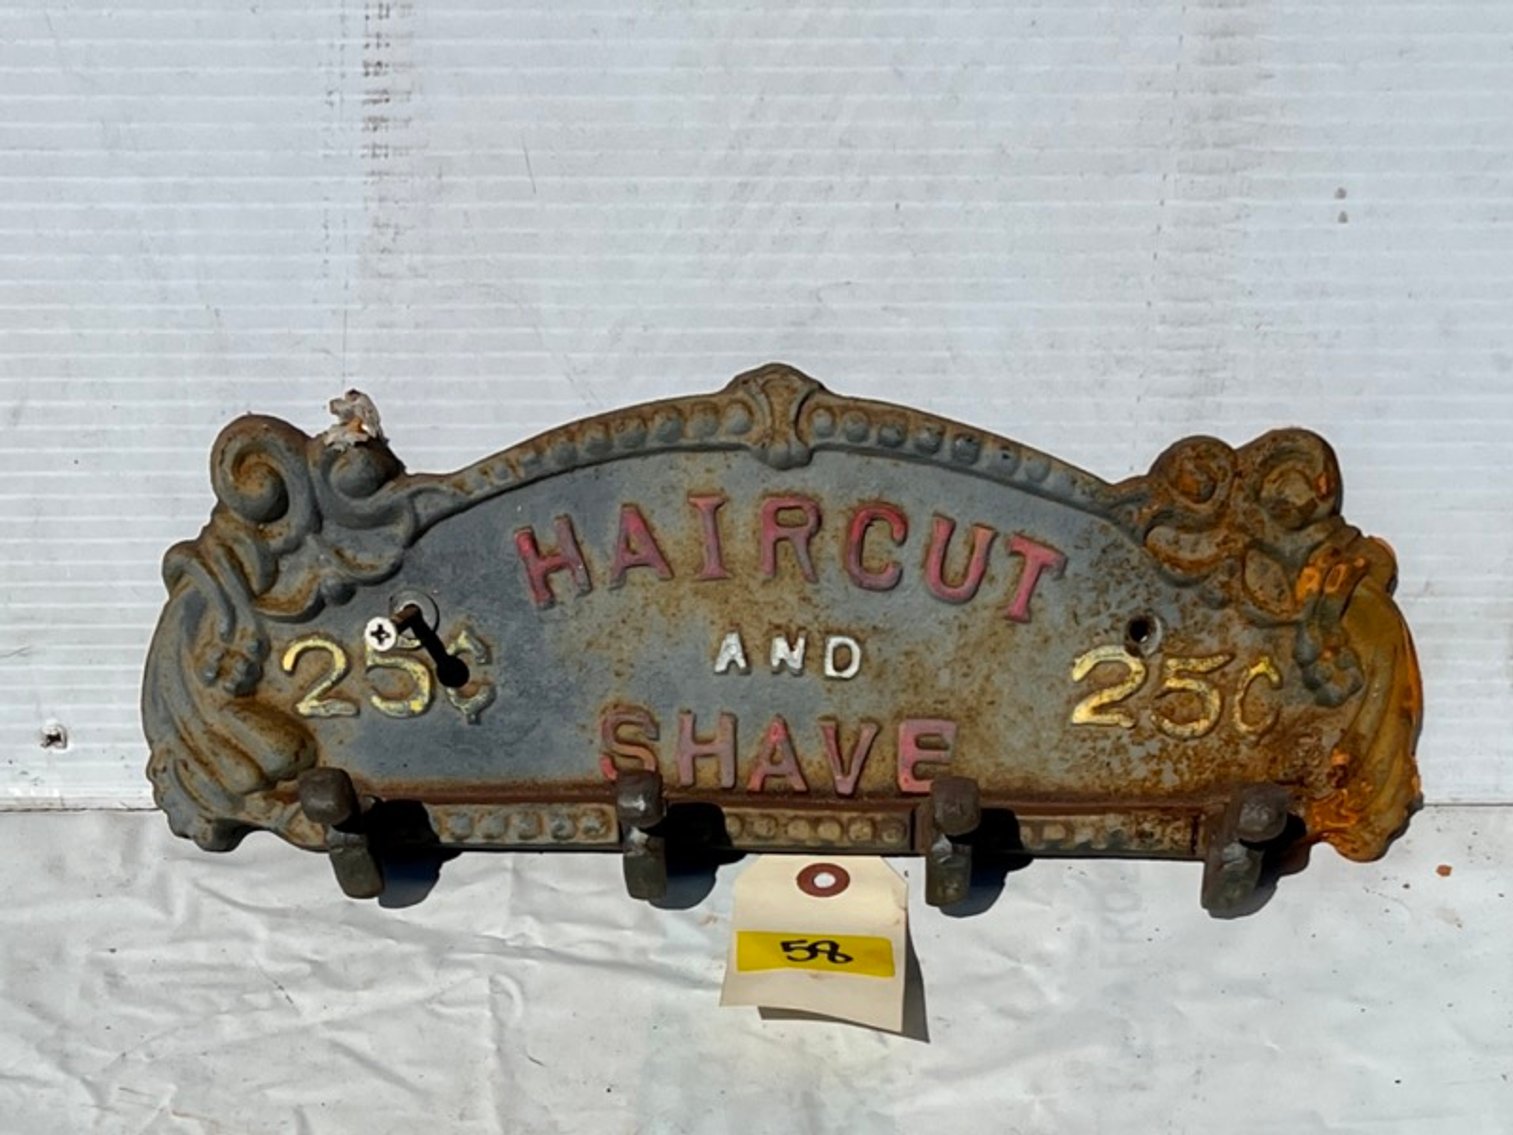 HAIRCUT
AND
25¢ 25¢
SHAVE
58